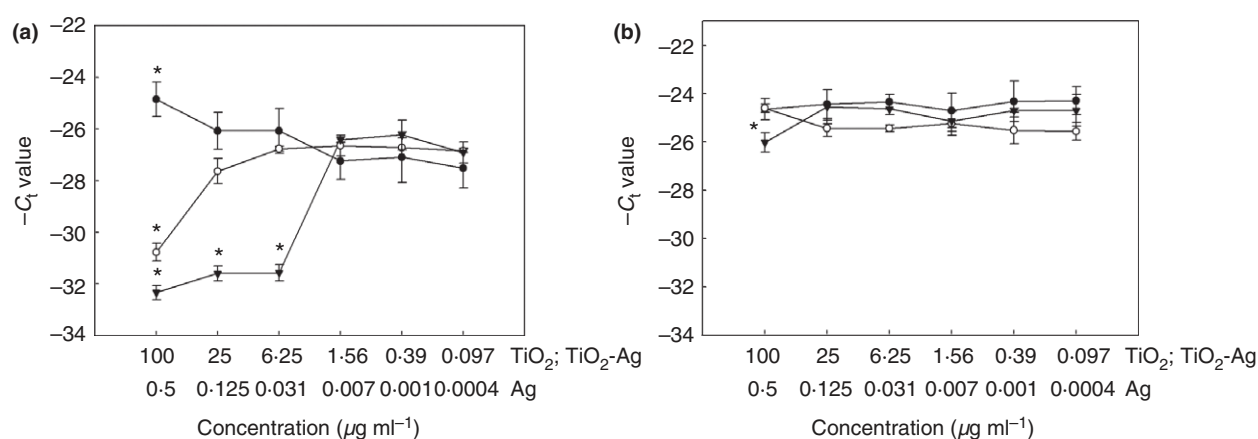 (a)
−22
−24
−26
−28
−30
−32
−34
−Ct value
*
*
*
*
*
100 25 6·25 1·56 0·39 0·097 TiO2; TiO2-Ag
0·5 0·125 0·031 0·007 0·001 0·0004 Ag
Concentration (µg ml−1)
(b)
−22
−24
−26
−28
−30
−32
−34
−Ct value
*
100 25 6·25 1·56 0·39 0·097 TiO2; TiO2-Ag
0·5 0·125 0·031 0·007 0·001 0·0004 Ag
Concentration (µg ml−1)